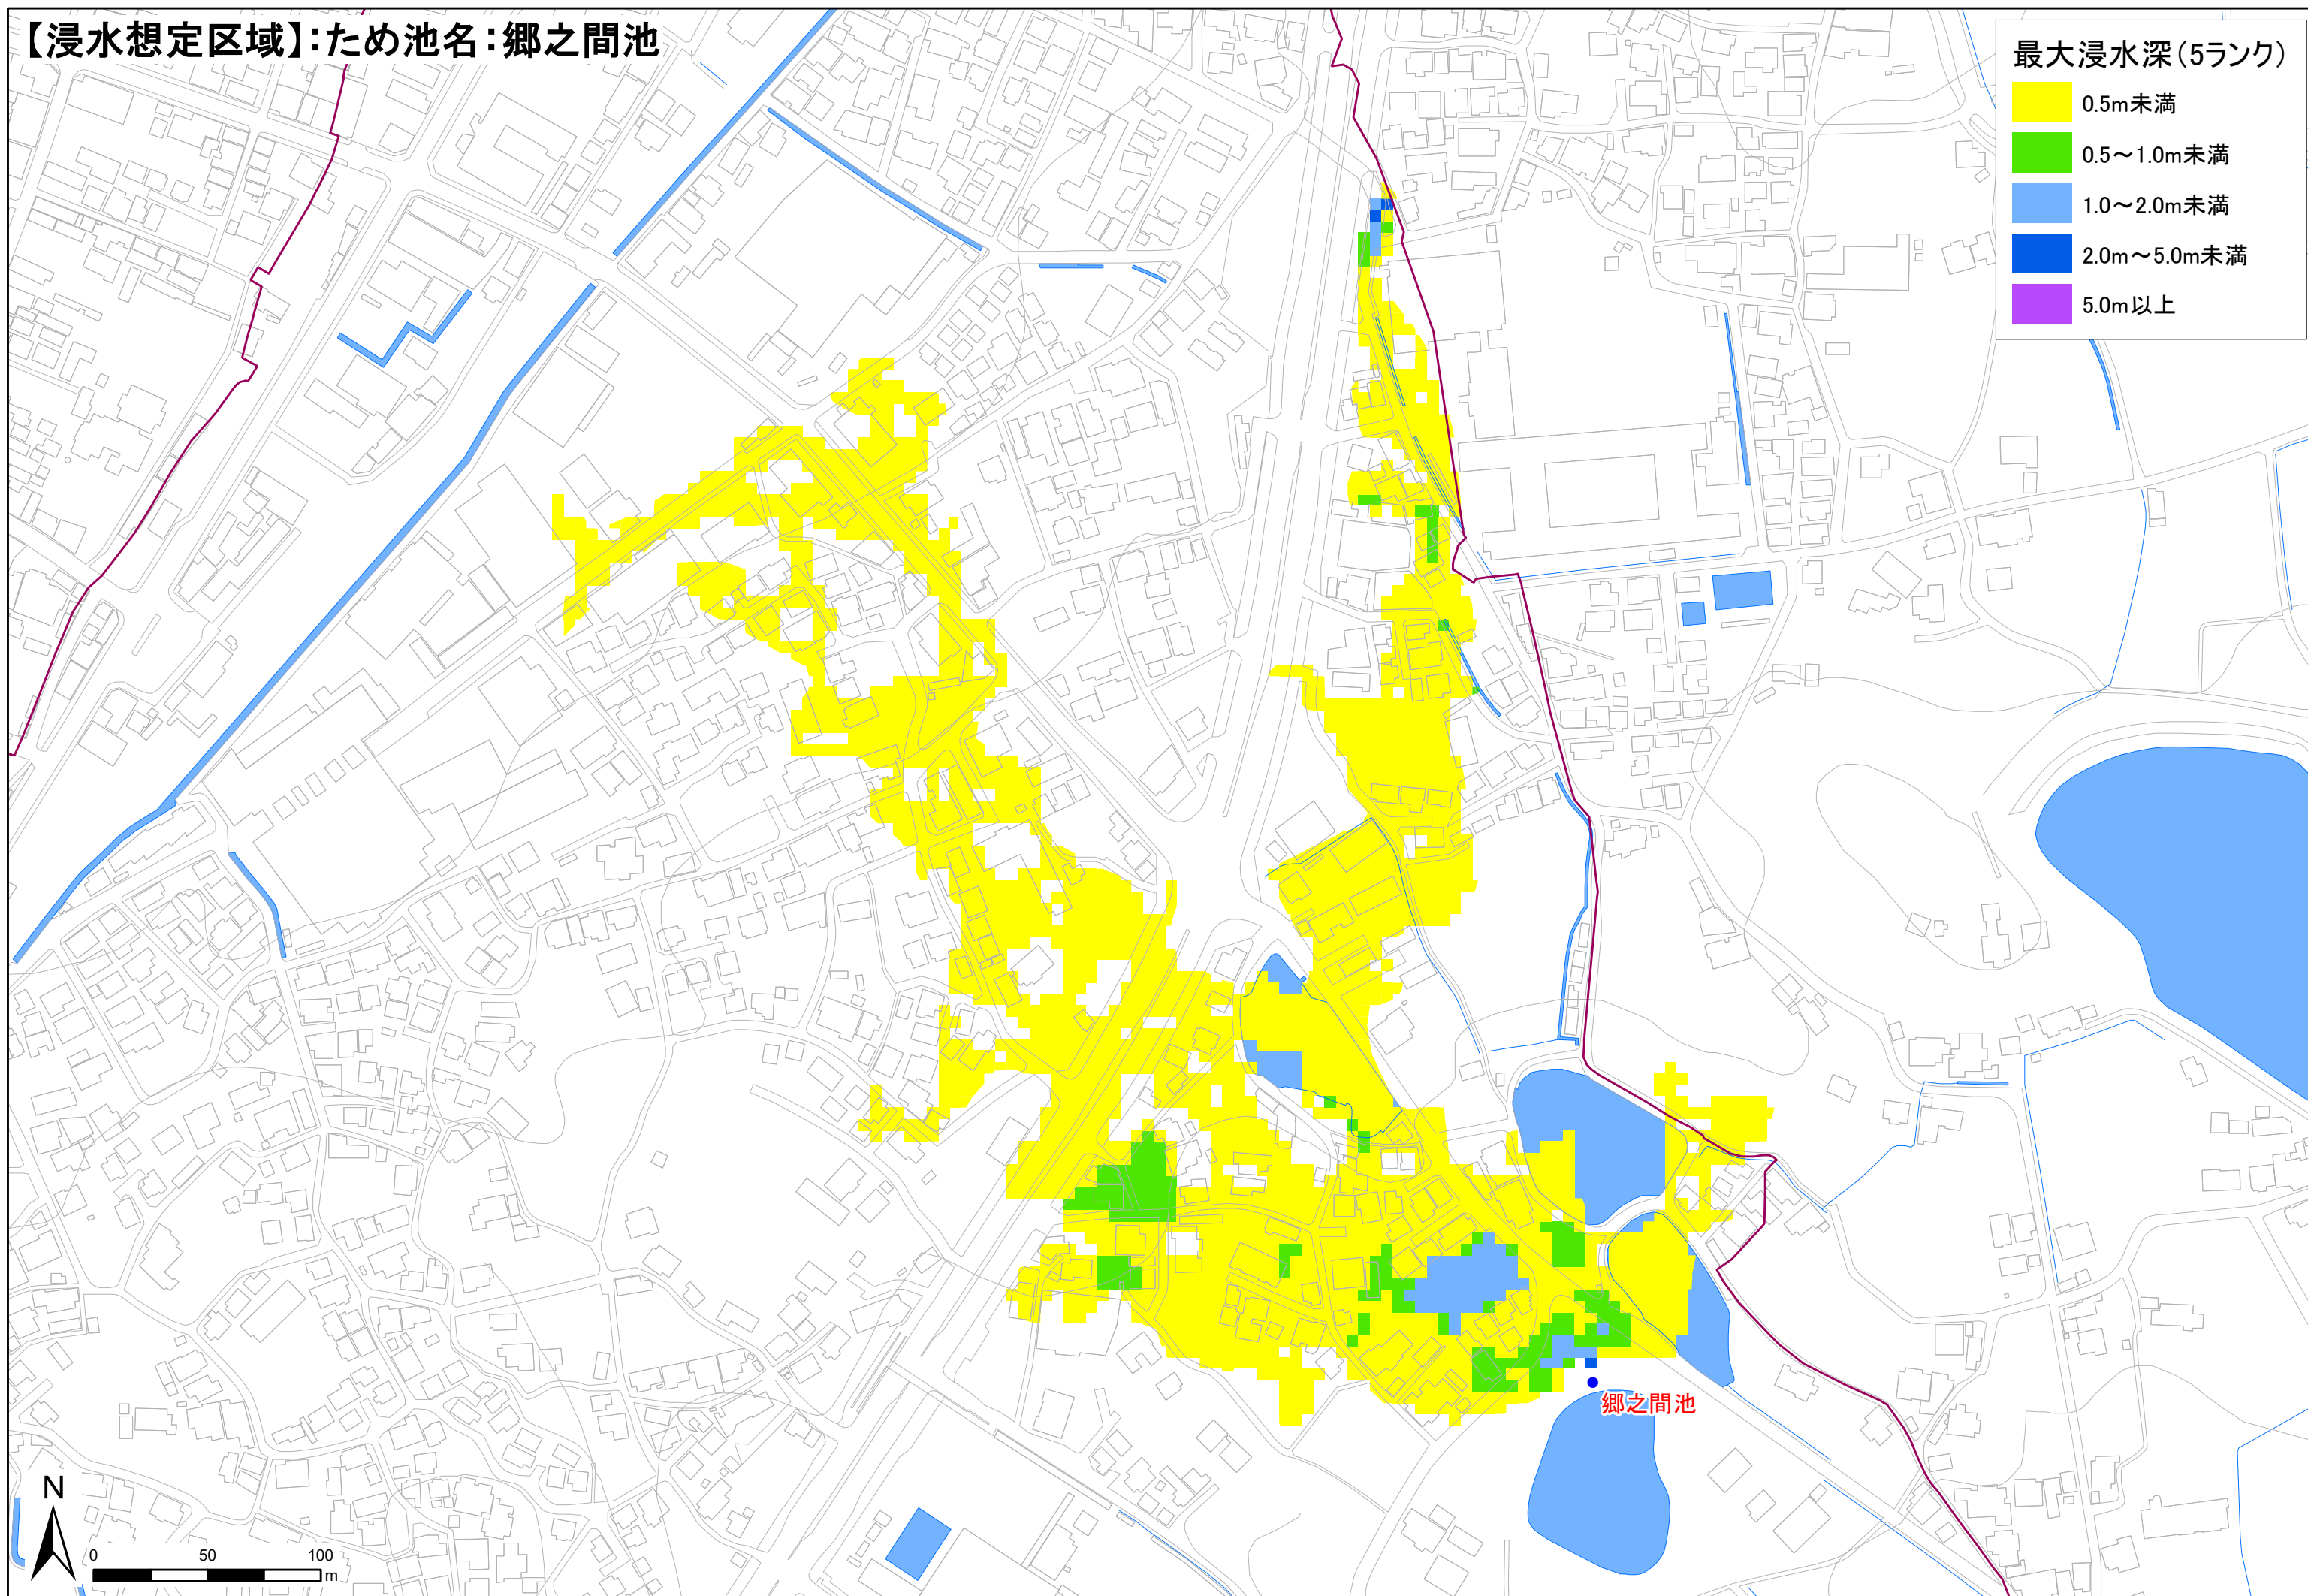 【浸水想定区域】：ため池名：郷之間池
最大浸水深（5ランク）
0.5m未満
0.5～1.0m未満
1.0～2.0m未満
2.0m～5.0m未満
5.0m以上
郷之間池
N
0 50 100
m